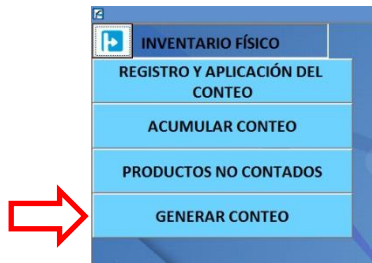 INVENTARIO FÍSICO
REGISTRO Y APLICACIÓN DEL
CONTEO
ACUMULAR CONTEO
PRODUCTOS NO CONTADOS
GENERAR CONTEO